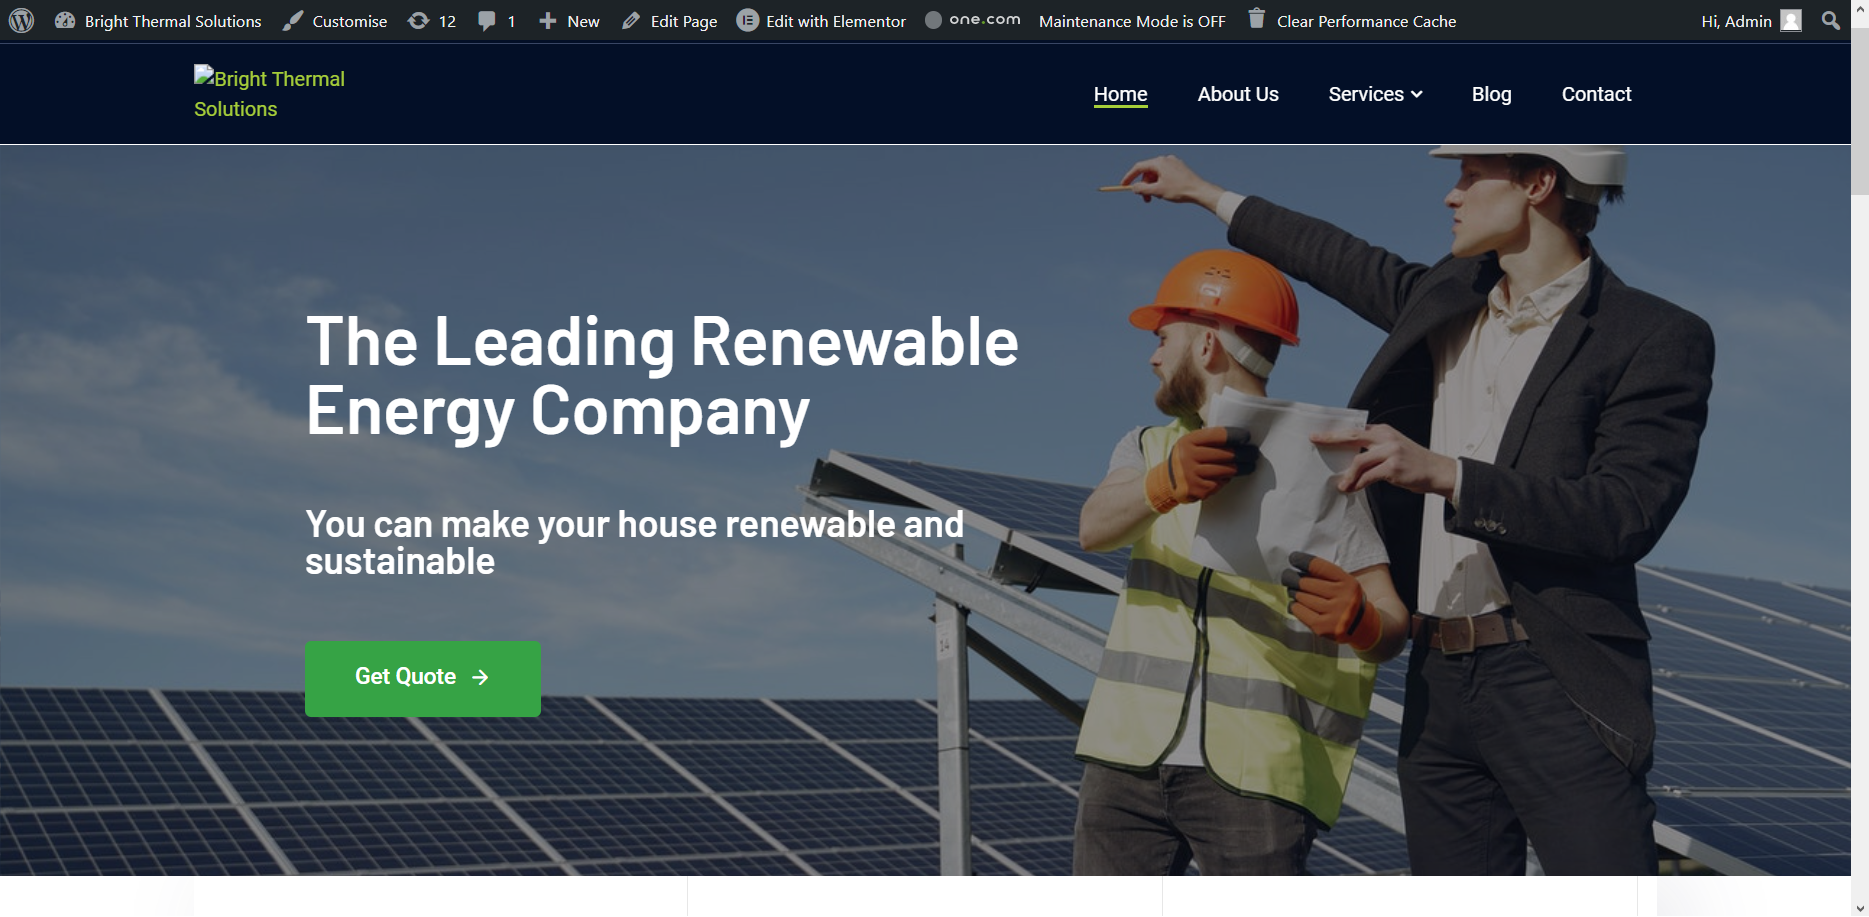 Bright Thermal Solutions Customise 12 1 New Edit Page Edit with Elementor one.com Maintenance Mode is OFF Clear Performance Cache Hi, Admin
Bright Thermal
Solutions
Home About Us Services Blog Contact
The Leading Renewable
Energy Company
You can make your house renewable and
sustainable
Get Quote →
14